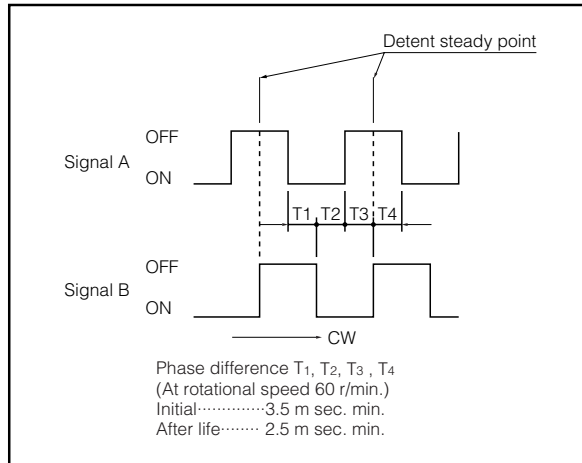 Detent steady point
OFF
Signal A
ON
T1 T2 T3 T4
OFF
Signal B
ON
CW
Phase difference T1, T2, T3 , T4
(At rotational speed 60 r/min.)
Initial··············3.5 m sec. min.
After life········ 2.5 m sec. min.